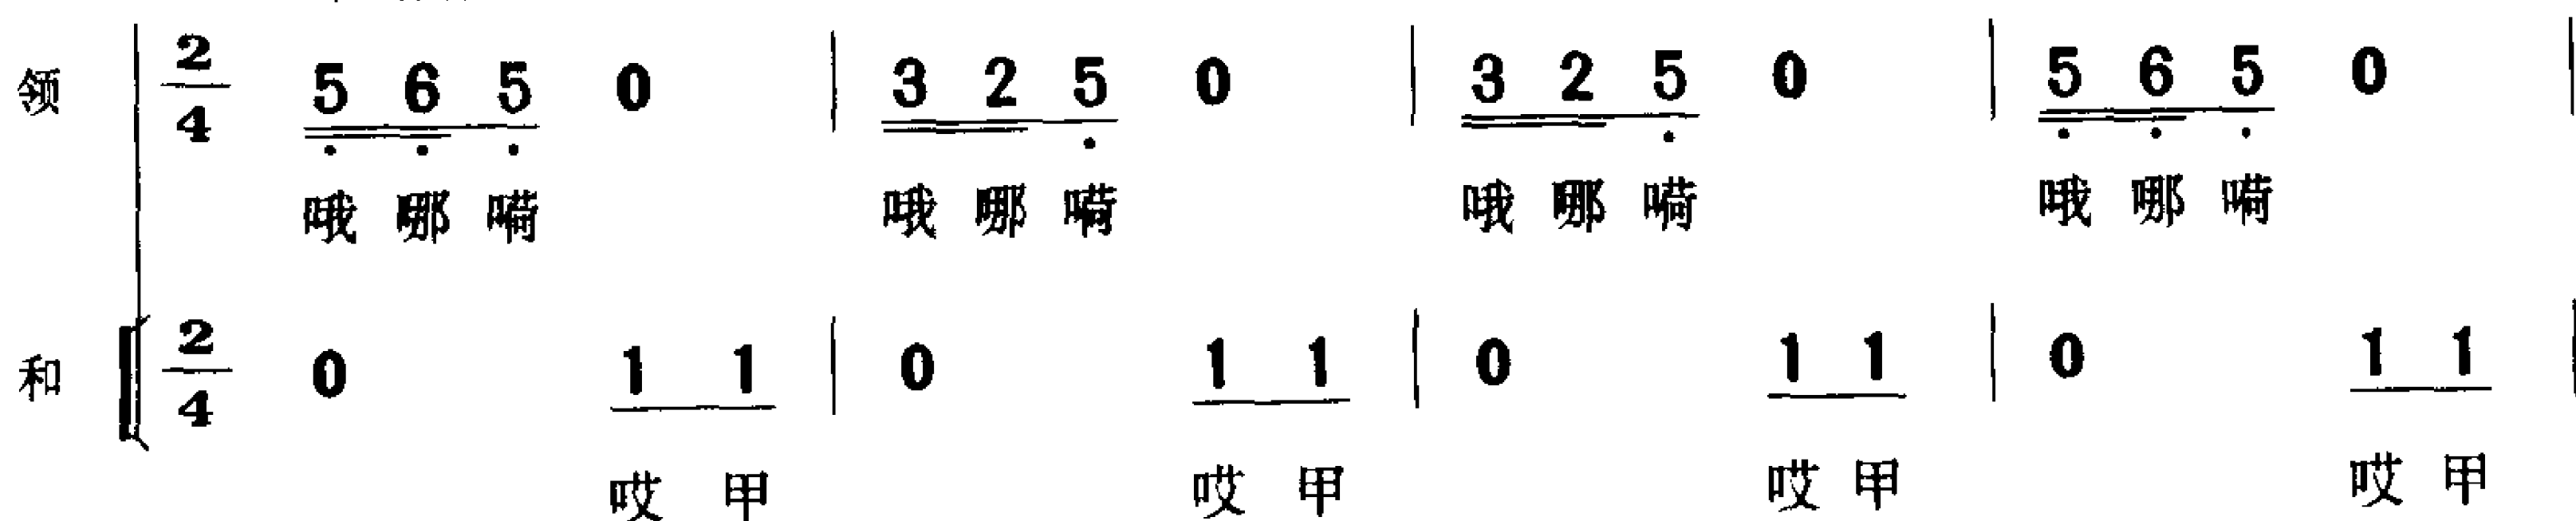 领 2/4 5 6 5 0 | 3 2 5 0 | 3 2 5 0 | 5 6 5 0 |
哦 哪 嗬 哦 哪 嗬 哦 哪 嗬 哦 哪 嗬
和 2/4 0 1 1 | 0 1 1 | 0 1 1 | 0 1 1 |
哎 甲 哎 甲 哎 甲 哎 甲